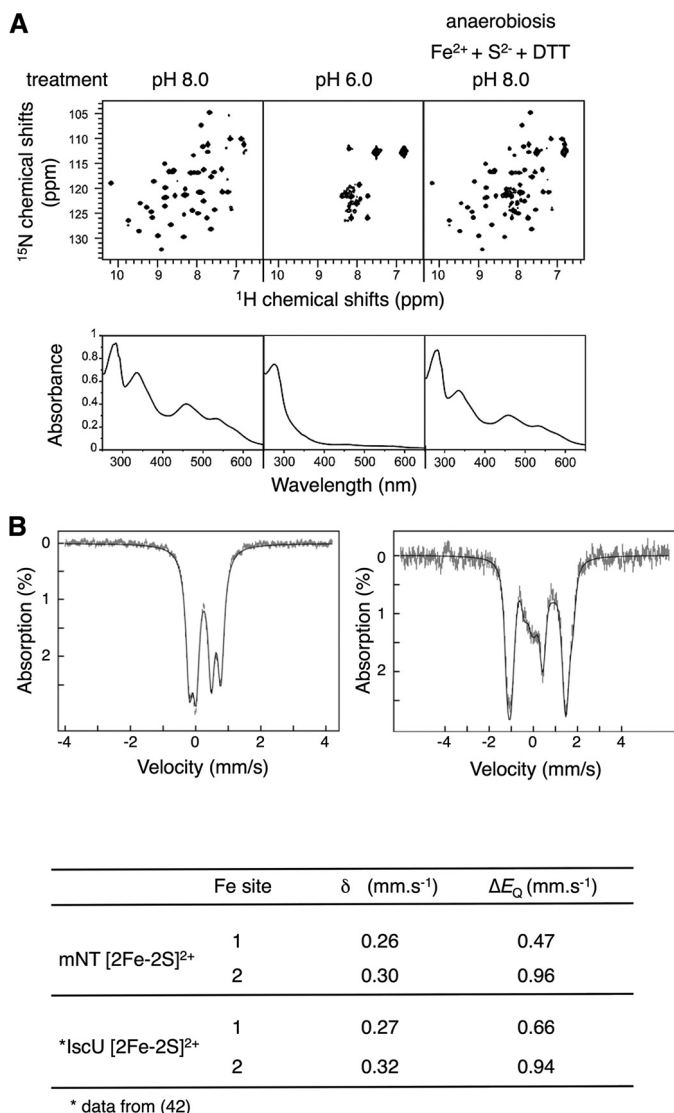 A
anaerobiosis
Fe²⁺ + S²⁻ + DTT
treatment pH 8.0 pH 6.0 pH 8.0
¹⁵N chemical shifts (ppm)
105
110
115
120
125
130
10 9 8 7 10 9 8 7 10 9 8 7
¹H chemical shifts (ppm)
Absorbance
1
0.8
0.6
0.4
0.2
0
300 400 500 600 300 400 500 600 300 400 500 600
Wavelength (nm)
B
Absorption (%)
0
1
2
-4 -2 0 2 4
Velocity (mm/s)
Absorption (%)
0
1
2
-4 -2 0 2 4
Velocity (mm/s)
Fe site δ (mm.s⁻¹) ΔE_Q (mm.s⁻¹)
mNT [2Fe-2S]²⁺
1 0.26 0.47
2 0.30 0.96
*IscU [2Fe-2S]²⁺
1 0.27 0.66
2 0.32 0.94
* data from (42)